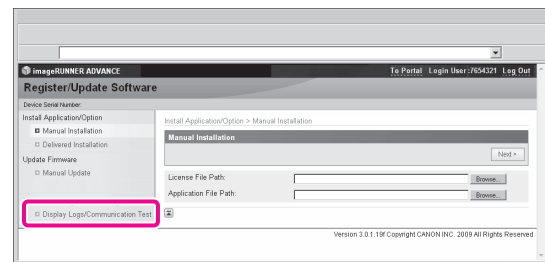 imageRUNNER ADVANCE
To Portal Login User:7654321 Log Out
Register/Update Software
Device Serial Number:
Install Application/Option
Manual Installation
Delivered Installation
Update Firmware
Manual Update
Display Logs/Communication Test
Install Application/Option > Manual Installation
Manual Installation
Next >
License File Path:
Browse...
Application File Path:
Browse...
Version 3.0.1.19f Copyright CANON INC. 2009 All Rights Reserved